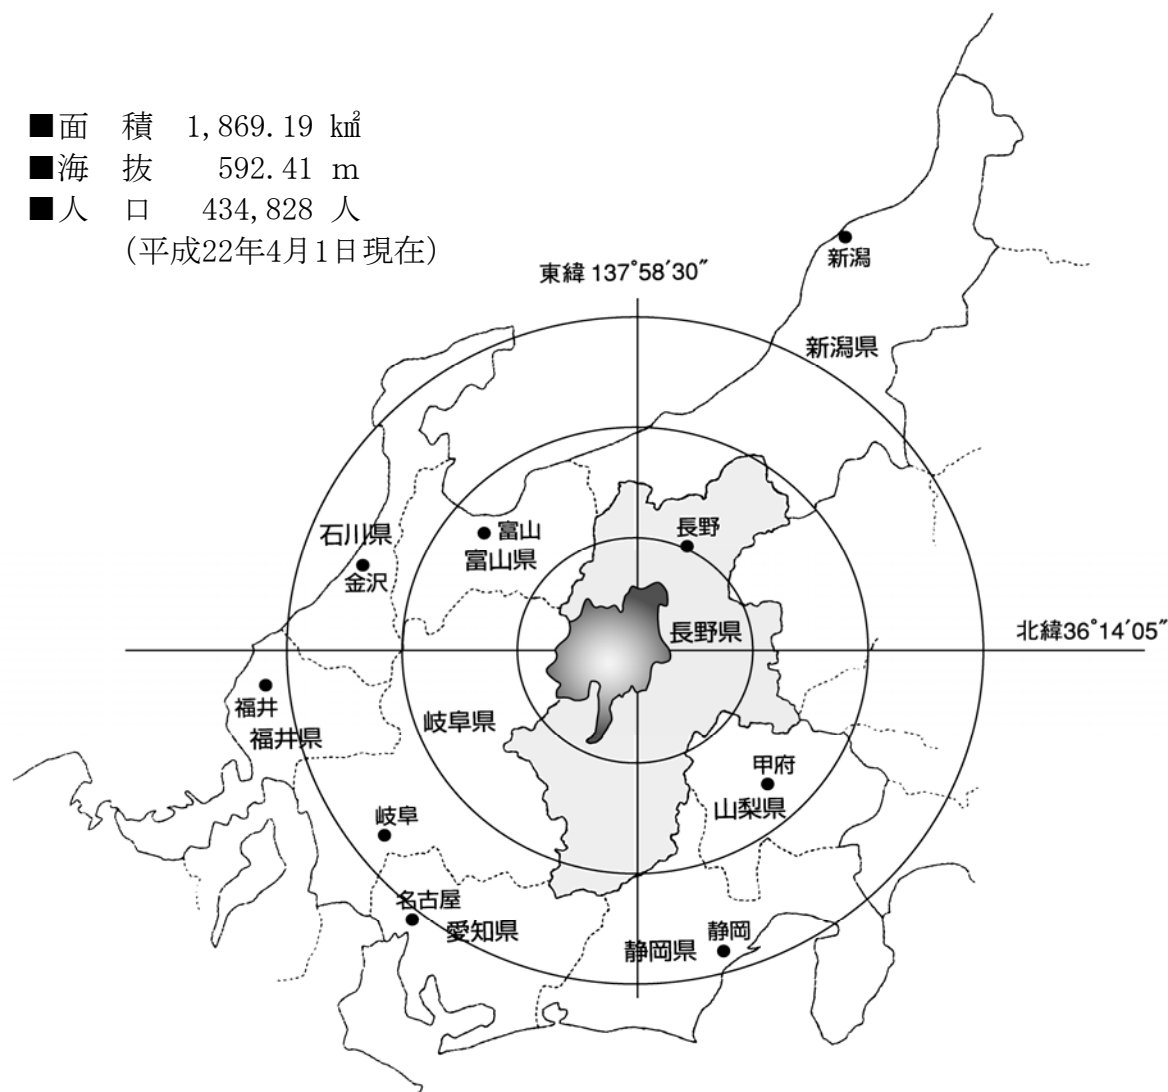 ■面　積　1,869.19 ㎢
■海　抜　592.41 m
■人　口　434,828 人
(平成22年4月1日現在)
東緯 137°58′30″
新潟
新潟県
長野
石川県
富山
富山県
金沢
長野県
北緯36°14′05″
福井
福井県
岐阜県
甲府
山梨県
岐阜
名古屋
愛知県
静岡県
静岡